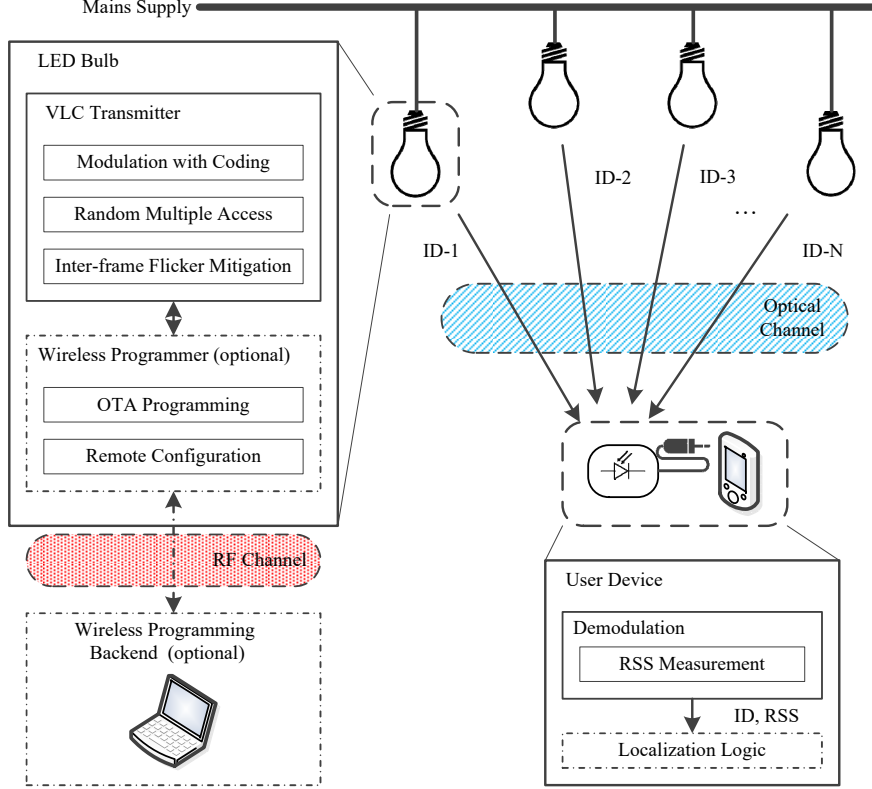 Mains Supply
LED Bulb
VLC Transmitter
Modulation with Coding
Random Multiple Access
Inter-frame Flicker Mitigation
Wireless Programmer (optional)
OTA Programming
Remote Configuration
RF Channel
Wireless Programming
Backend (optional)
ID-1
ID-2
ID-3
...
ID-N
Optical
Channel
User Device
Demodulation
RSS Measurement
ID, RSS
Localization Logic